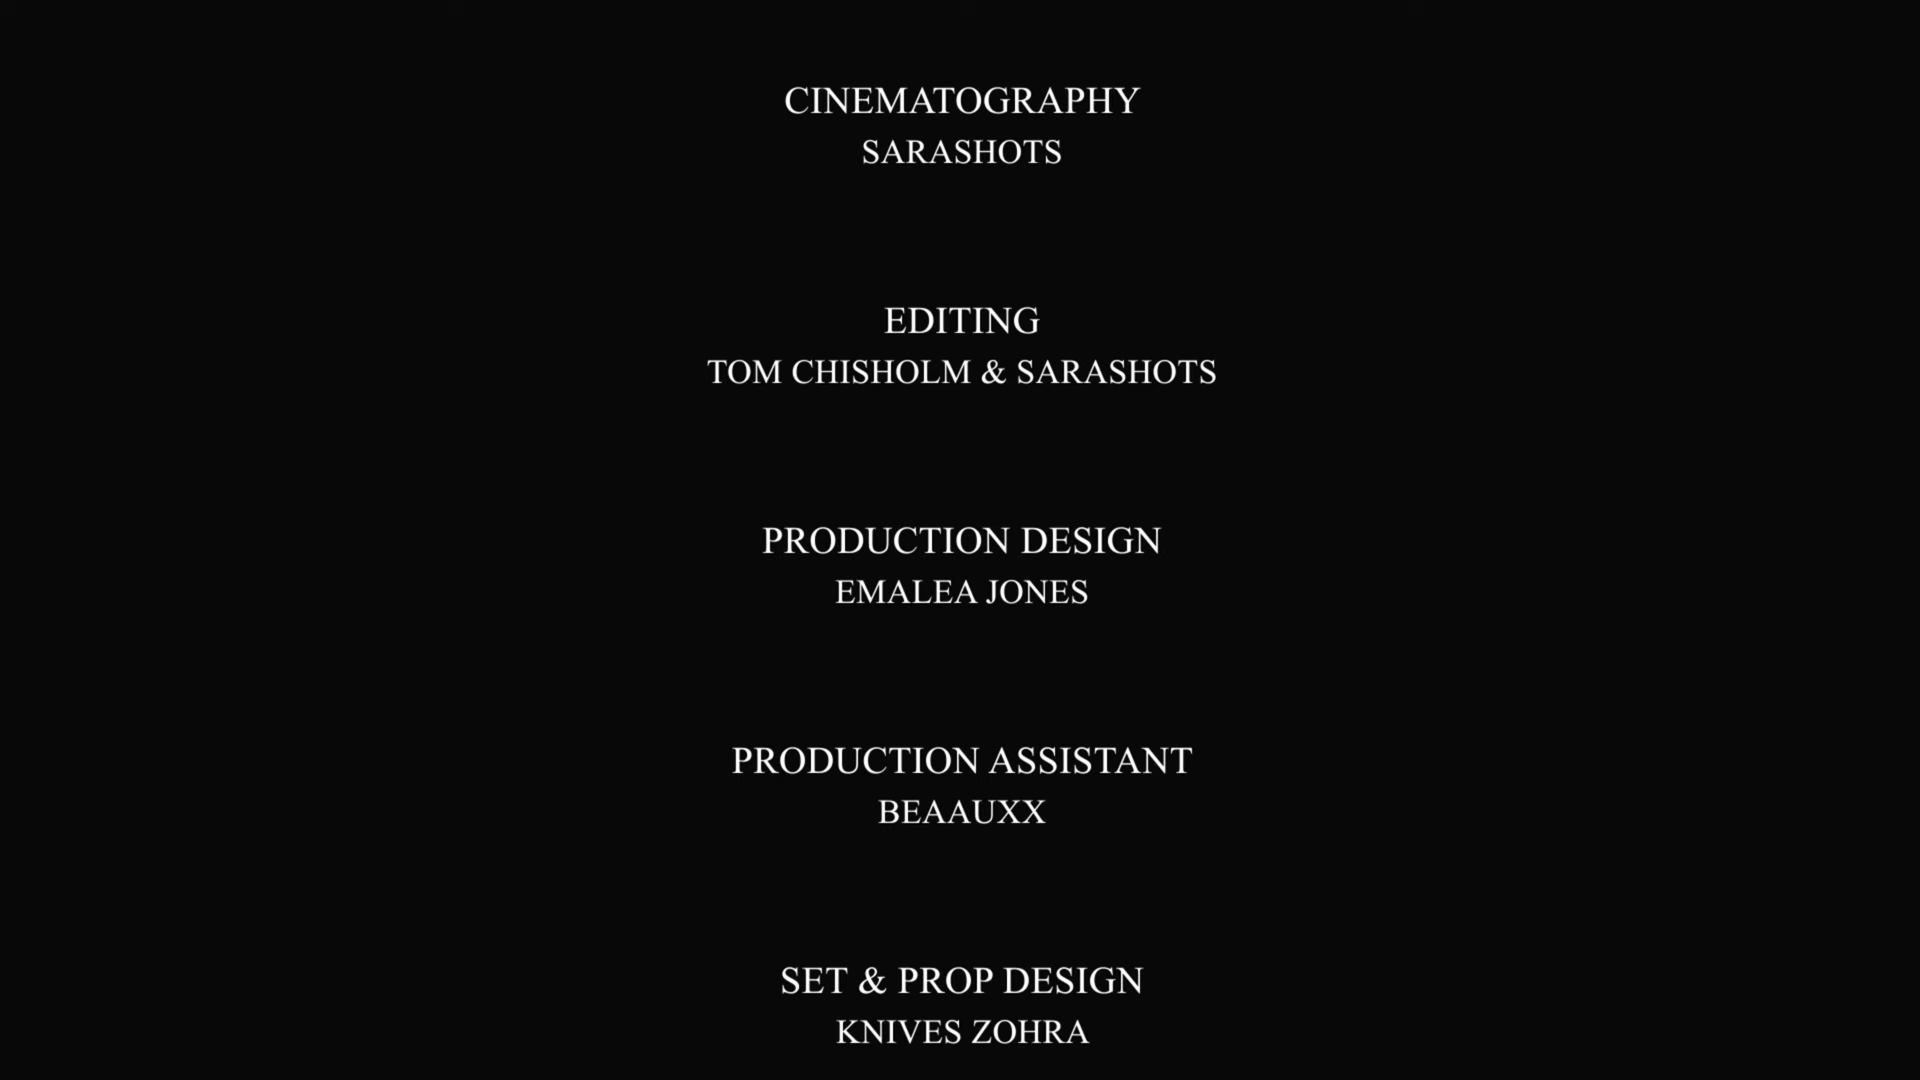 CINEMATOGRAPHY
SARASHOTS
EDITING
TOM CHISHOLM & SARASHOTS
PRODUCTION DESIGN
EMALEA JONES
PRODUCTION ASSISTANT
BEAAUXX
SET & PROP DESIGN
KNIVES ZOHRA